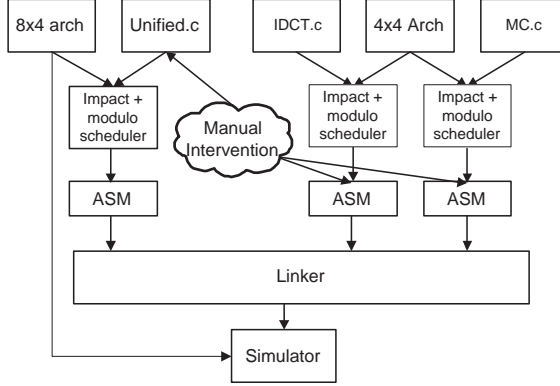 8x4 arch
Unified.c
IDCT.c
4x4 Arch
MC.c
Impact +
modulo
scheduler
Manual
Intervention
Impact +
modulo
scheduler
Impact +
modulo
scheduler
ASM
ASM
ASM
Linker
Simulator